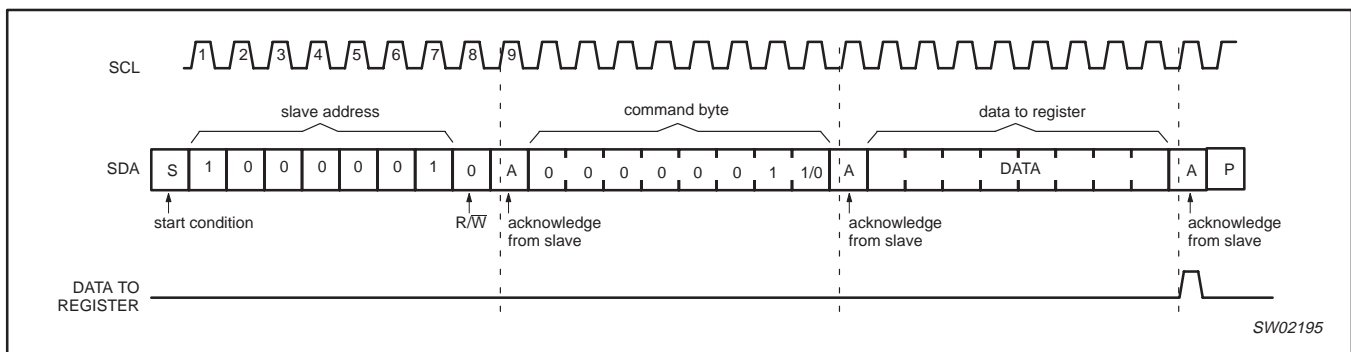 SCL
1 2 3 4 5 6 7 8 9
slave address
command byte
data to register
SDA
S 1 0 0 0 0 0 1 0 A 0 0 0 0 0 0 1 1/0 A DATA A P
start condition
R/W̅
acknowledge
from slave
acknowledge
from slave
acknowledge
from slave
DATA TO
REGISTER
SW02195